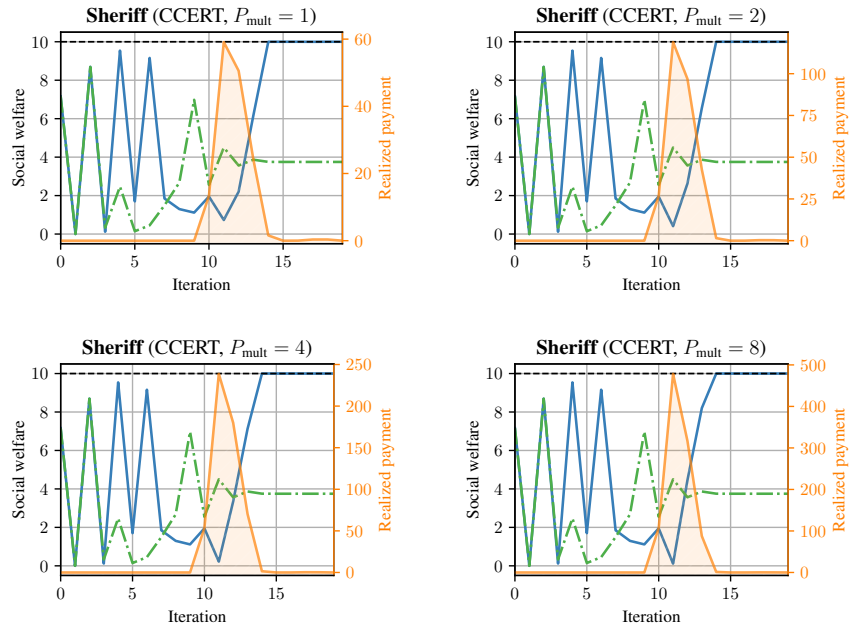 Sheriff (CCERT, P_mult = 1)
10
8
6
4
2
0
Social welfare
60
40
20
0
Realized payment
0 5 10 15
Iteration
Sheriff (CCERT, P_mult = 2)
10
8
6
4
2
0
Social welfare
100
75
50
25
0
Realized payment
0 5 10 15
Iteration
Sheriff (CCERT, P_mult = 4)
10
8
6
4
2
0
Social welfare
250
200
150
100
50
0
Realized payment
0 5 10 15
Iteration
Sheriff (CCERT, P_mult = 8)
10
8
6
4
2
0
Social welfare
500
400
300
200
100
0
Realized payment
0 5 10 15
Iteration